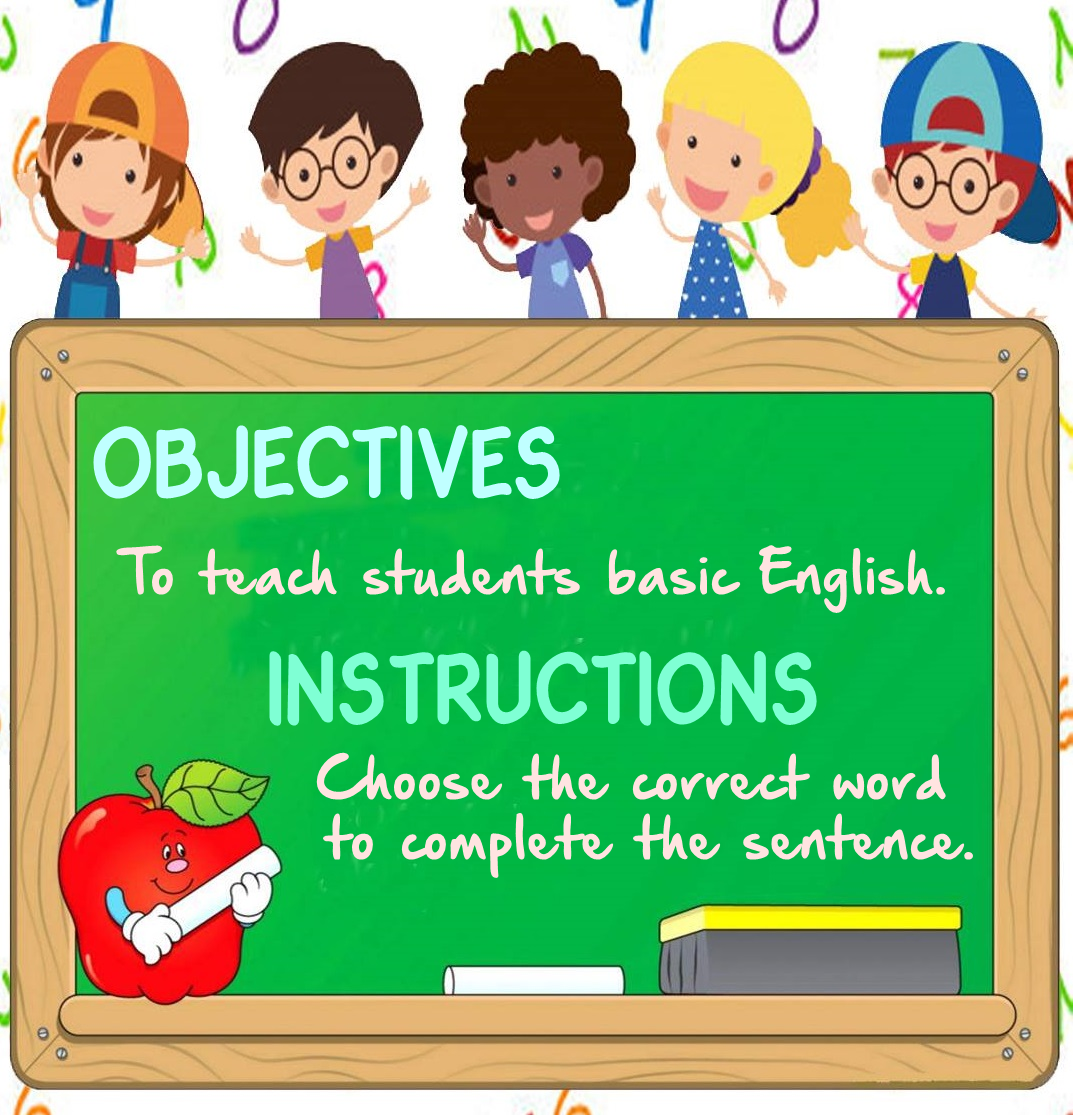 OBJECTIVES
To teach students basic English.
INSTRUCTIONS
Choose the correct word
to complete the sentence.